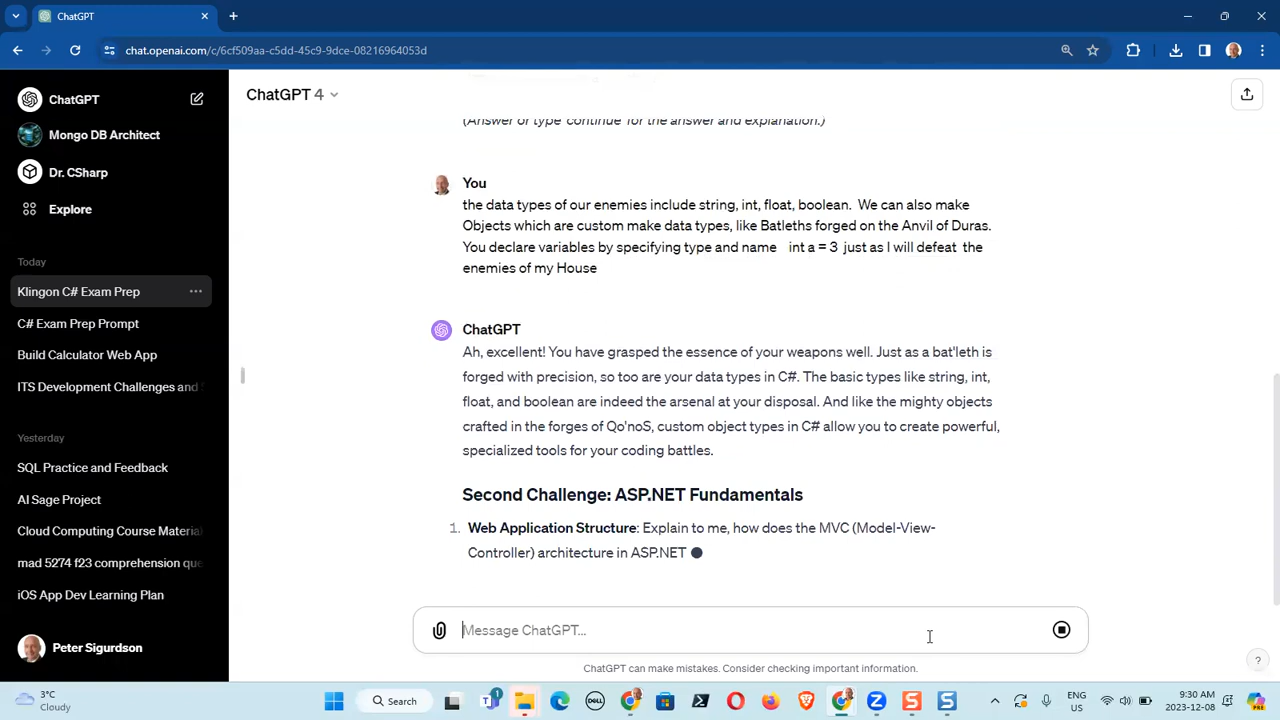 ChatGPT
chat.openai.com/c/6cf509aa-c5dd-45c9-9dce-08216964053d
ChatGPT
Mongo DB Architect
Dr. CSharp
Explore
Today
Klingon C# Exam Prep
C# Exam Prep Prompt
Build Calculator Web App
ITS Development Challenges and S
Yesterday
SQL Practice and Feedback
AI Sage Project
Cloud Computing Course Material
mad 5274 f23 comprehension que
iOS App Dev Learning Plan
Peter Sigurdson
ChatGPT 4
(Answer or type 'continue' for the answer and explanation.)
You
the data types of our enemies include string, int, float, boolean. We can also make
Objects which are custom make data types, like Batleths forged on the Anvil of Duras.
You declare variables by specifying type and name int a = 3 just as I will defeat the
enemies of my House
ChatGPT
Ah, excellent! You have grasped the essence of your weapons well. Just as a bat'leth is
forged with precision, so too are your data types in C#. The basic types like string, int,
float, and boolean are indeed the arsenal at your disposal. And like the mighty objects
crafted in the forges of Qo'noS, custom object types in C# allow you to create powerful,
specialized tools for your coding battles.
Second Challenge: ASP.NET Fundamentals
1. Web Application Structure: Explain to me, how does the MVC (Model-View-
Controller) architecture in ASP.NET
Message ChatGPT...
ChatGPT can make mistakes. Consider checking important information.
?
3°C
Cloudy
Search
1
DELL
ENG
US
9:30 AM
2023-12-08